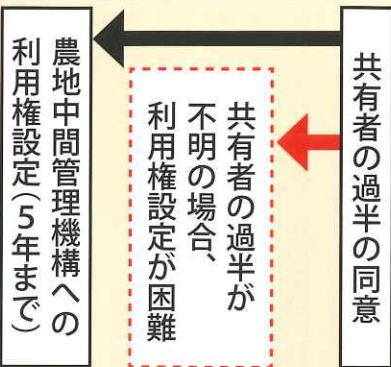 共有者の過半の同意
共有者の過半が
不明の場合、
利用権設定が困難
農地中間管理機構への
利用権設定(5年まで)